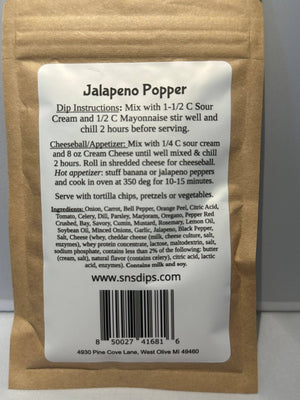 Jalapeno Popper
Dip Instructions: Mix with 1-1/2 C Sour
Cream and 1/2 C Mayonnaise stir well and
chill 2 hours before serving.
Cheeseball/Appetizer: Mix with 1/4 C sour cream
and 8 oz Cream Cheese until well mixed & chill
2 hours. Roll in shredded cheese for cheeseball.
Hot appetizer: stuff banana or jalapeno peppers
and cook in oven at 350 deg for 10-15 minutes.
Serve with tortilla chips, pretzels or vegetables.
Ingredients: Onion, Carrot, Bell Pepper, Orange Peel, Citric Acid,
Tomato, Celery, Dill, Parsley, Marjoram, Oregano, Pepper Red
Crushed, Bay, Savory, Cumin, Mustard, Rosemary, Lemon Oil,
Soybean Oil, MInced Onions, Garlic, Jalapeño, Black Pepper,
Salt, Cheese (whey, cheddar cheese (milk, cheese culture, salt,
enzymes), whey protein concentrate, lactose, maltodextrin, salt,
sodium phosphate, contains less than 2% of the following: butter
(cream, salt), natural flavor (contains celery), citric acid, lactic
acid, enzymes). Contains milk and soy.
www.snsdips.com
8 50027 41681 6
4930 Pine Cove Lane, West Olive MI 49460